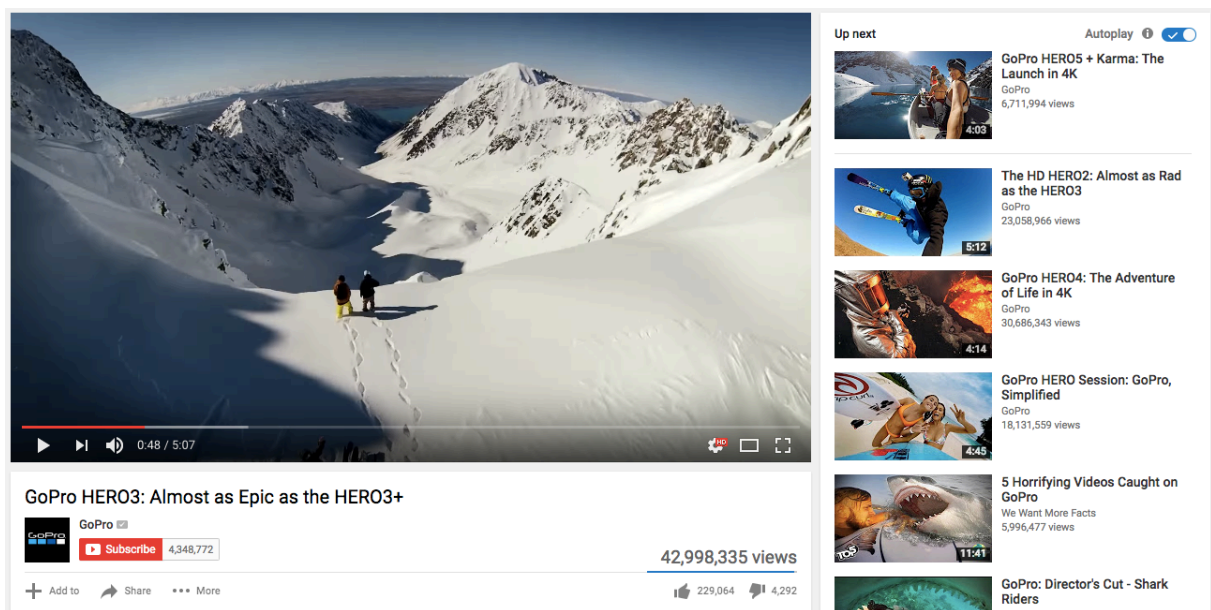 0:48 / 5:07
HD
GoPro HERO3: Almost as Epic as the HERO3+
GoPro
GoPro
Subscribe 4,348,772
42,998,335 views
Add to Share More
229,064 4,292
Up next
Autoplay
GoPro HERO5 + Karma: The
Launch in 4K
GoPro
6,711,994 views
4:03
The HD HERO2: Almost as Rad
as the HERO3
GoPro
23,058,966 views
5:12
GoPro HERO4: The Adventure
of Life in 4K
GoPro
30,686,343 views
4:14
GoPro HERO Session: GoPro,
Simplified
GoPro
18,131,559 views
4:45
5 Horrifying Videos Caught on
GoPro
We Want More Facts
5,996,477 views
TO5
11:41
GoPro: Director's Cut - Shark
Riders